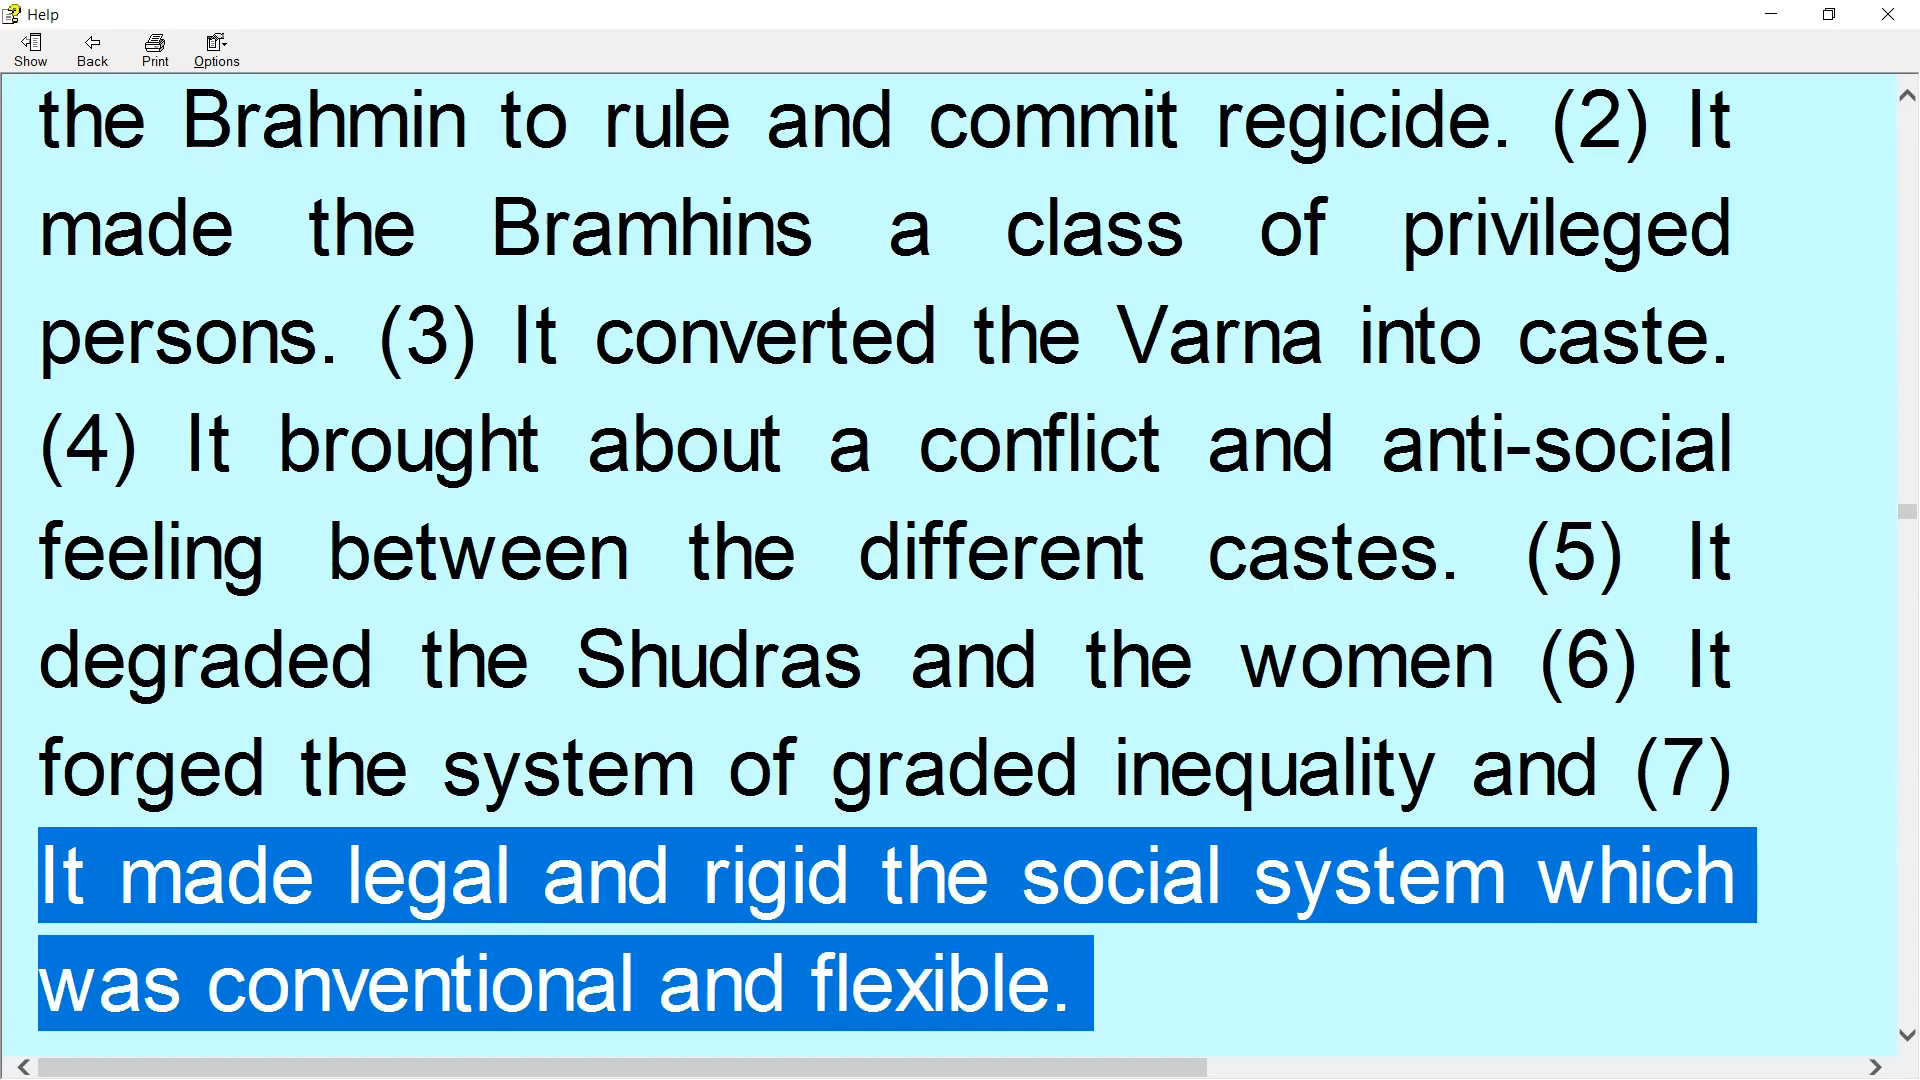 Help
Show Back Print Options
the Brahmin to rule and commit regicide. (2) It
made the Bramhins a class of privileged
persons. (3) It converted the Varna into caste.
(4) It brought about a conflict and anti-social
feeling between the different castes. (5) It
degraded the Shudras and the women (6) It
forged the system of graded inequality and (7)
It made legal and rigid the social system which
was conventional and flexible.